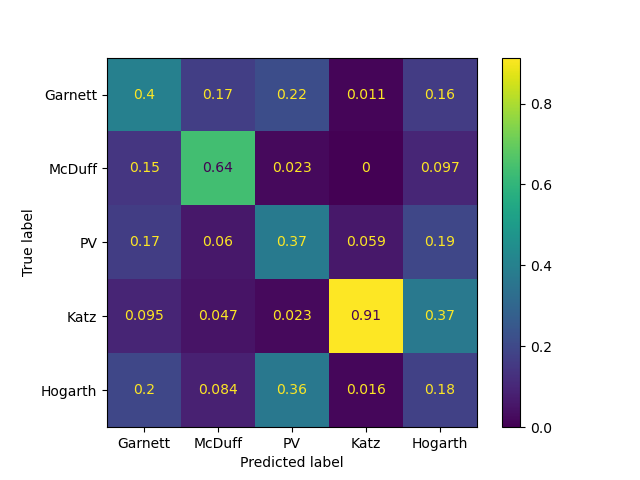 Garnett 0.4 0.17 0.22 0.011 0.16
0.8
McDuff 0.15 0.64 0.023 0 0.097
0.6
True label
PV 0.17 0.06 0.37 0.059 0.19
0.4
Katz 0.095 0.047 0.023 0.91 0.37
0.2
Hogarth 0.2 0.084 0.36 0.016 0.18
0.0
Garnett McDuff PV Katz Hogarth
Predicted label